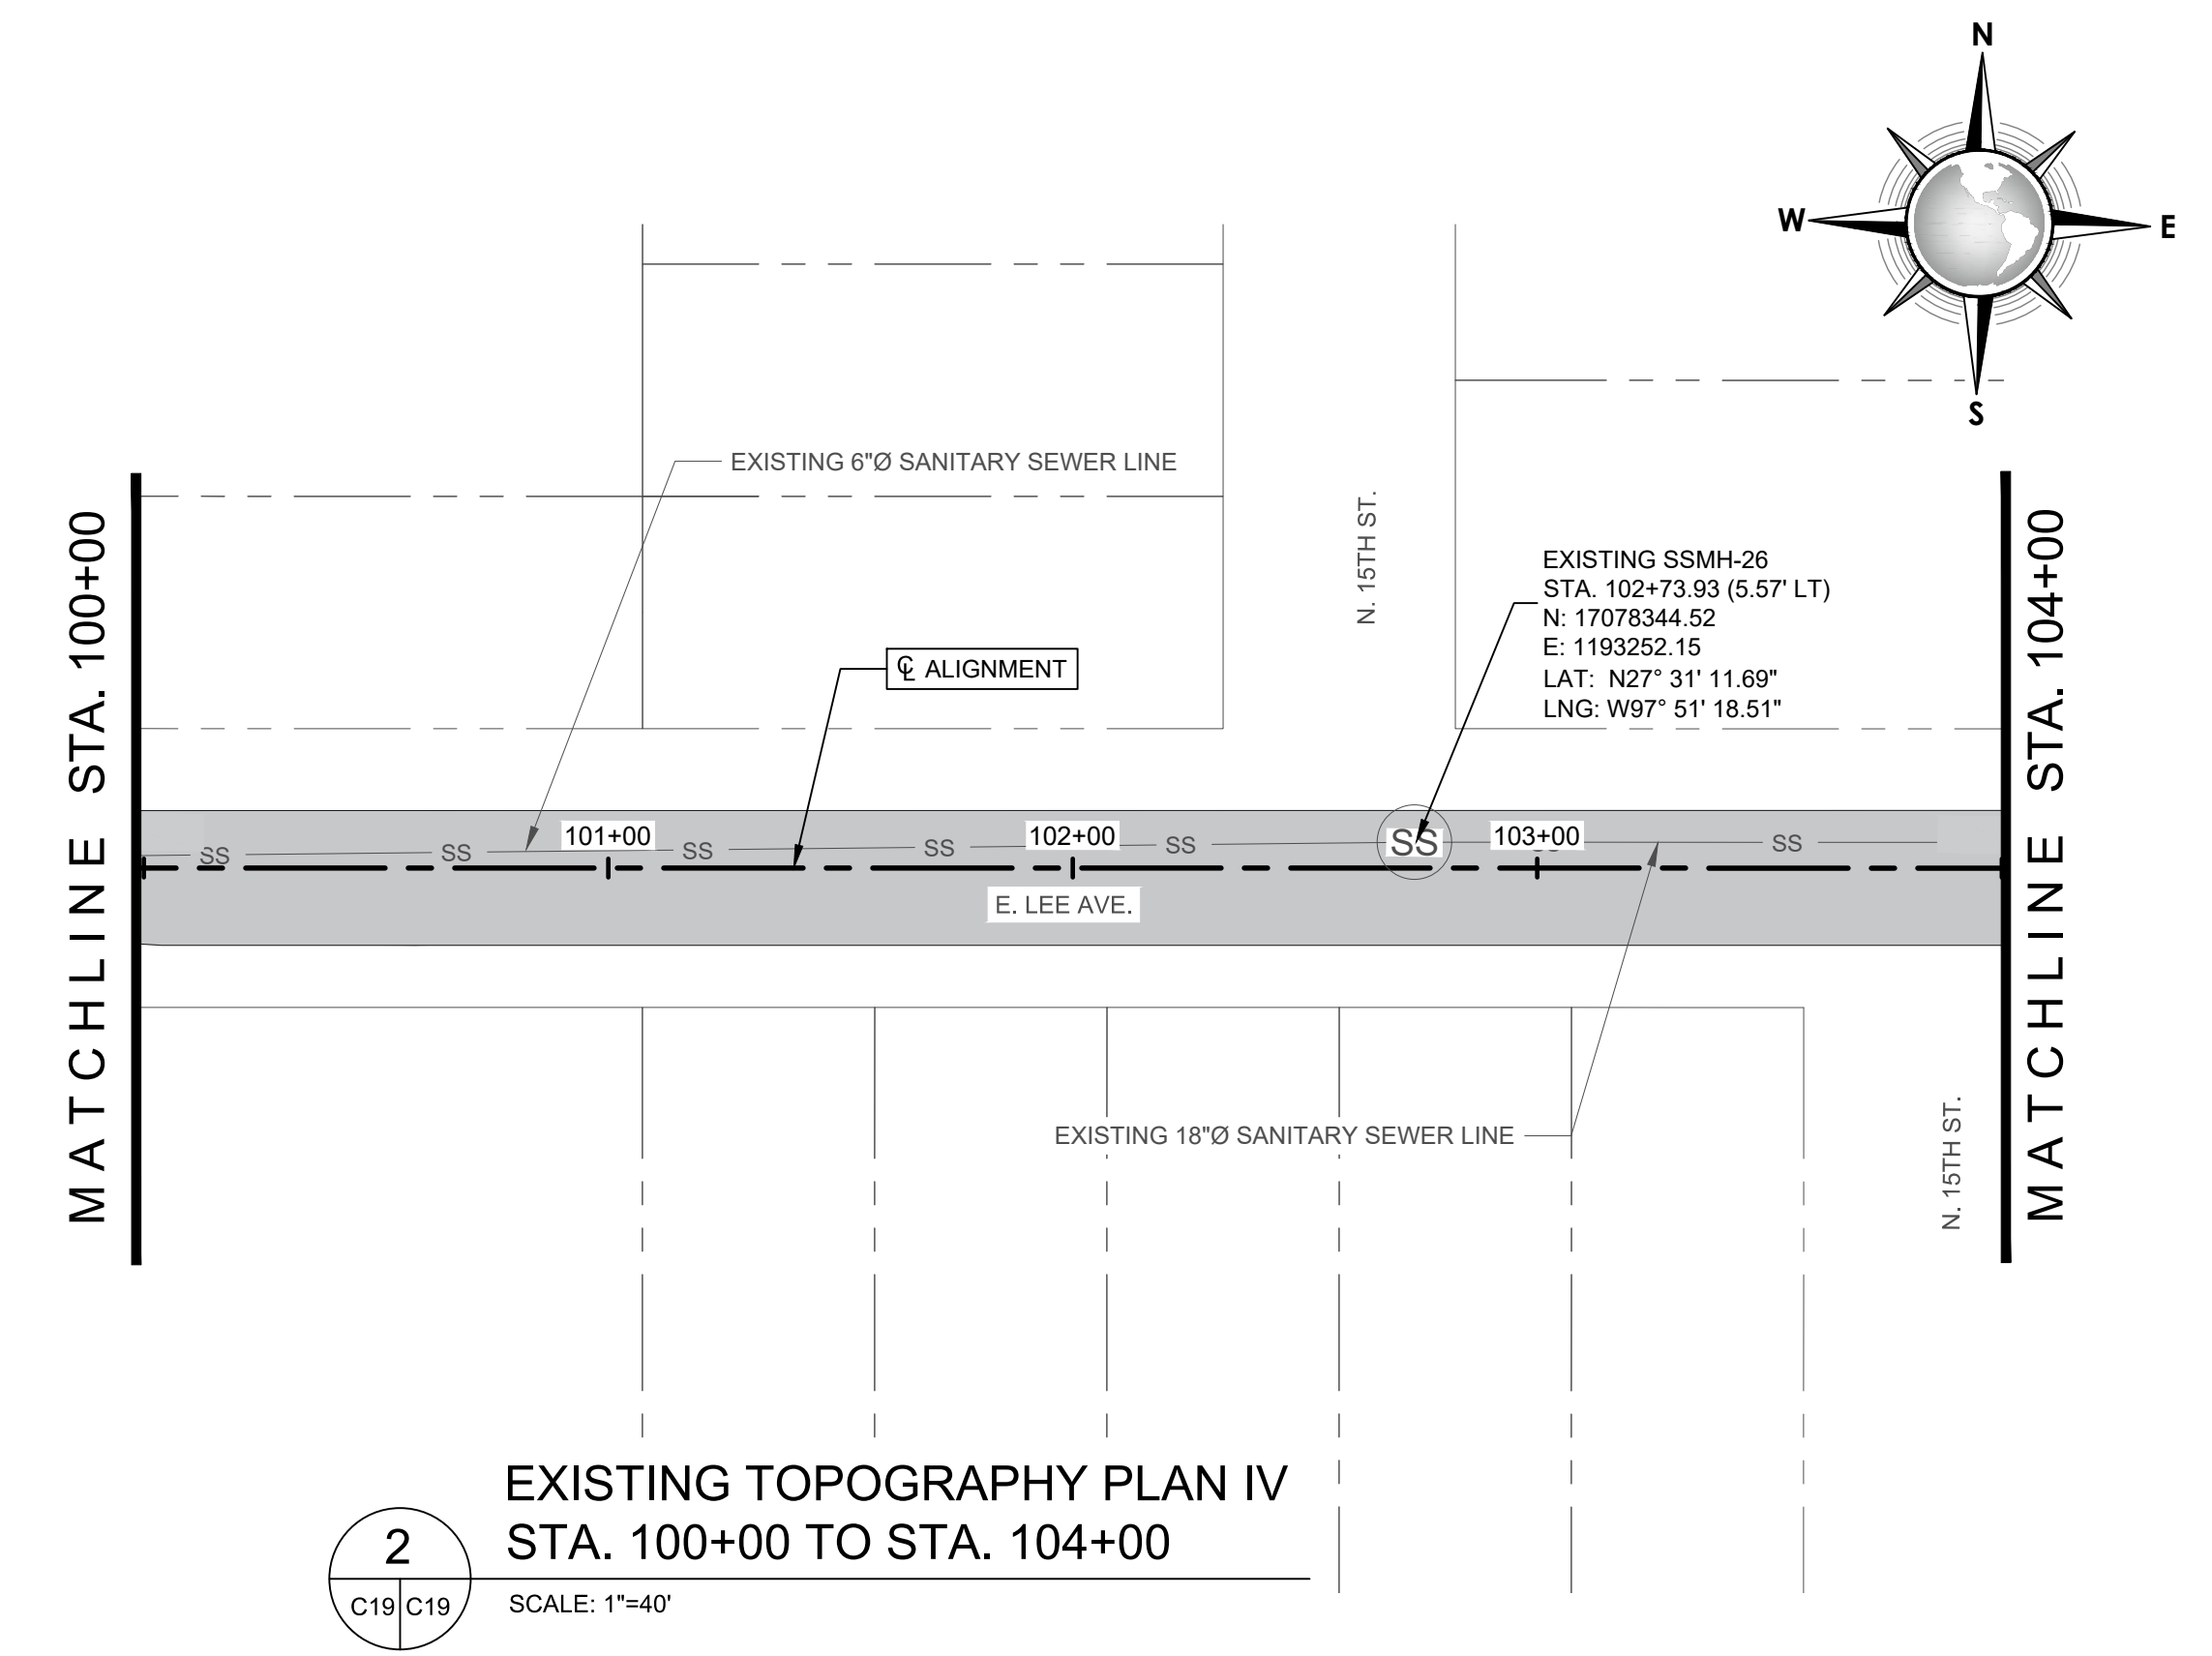 N
W
E
S
EXISTING 6"Ø SANITARY SEWER LINE
MATCHLINE STA. 100+00
N. 15TH ST.
EXISTING SSMH-26
STA. 102+73.93 (5.57' LT)
N: 17078344.52
E: 1193252.15
LAT: N27° 31' 11.69"
LNG: W97° 51' 18.51"
MATCHLINE STA. 104+00
℄ ALIGNMENT
101+00
102+00
103+00
SS
SS
SS
SS
SS
SS
SS
E. LEE AVE.
EXISTING 18"Ø SANITARY SEWER LINE
N. 15TH ST.
EXISTING TOPOGRAPHY PLAN IV
STA. 100+00 TO STA. 104+00
SCALE: 1"=40'
2
C19 C19